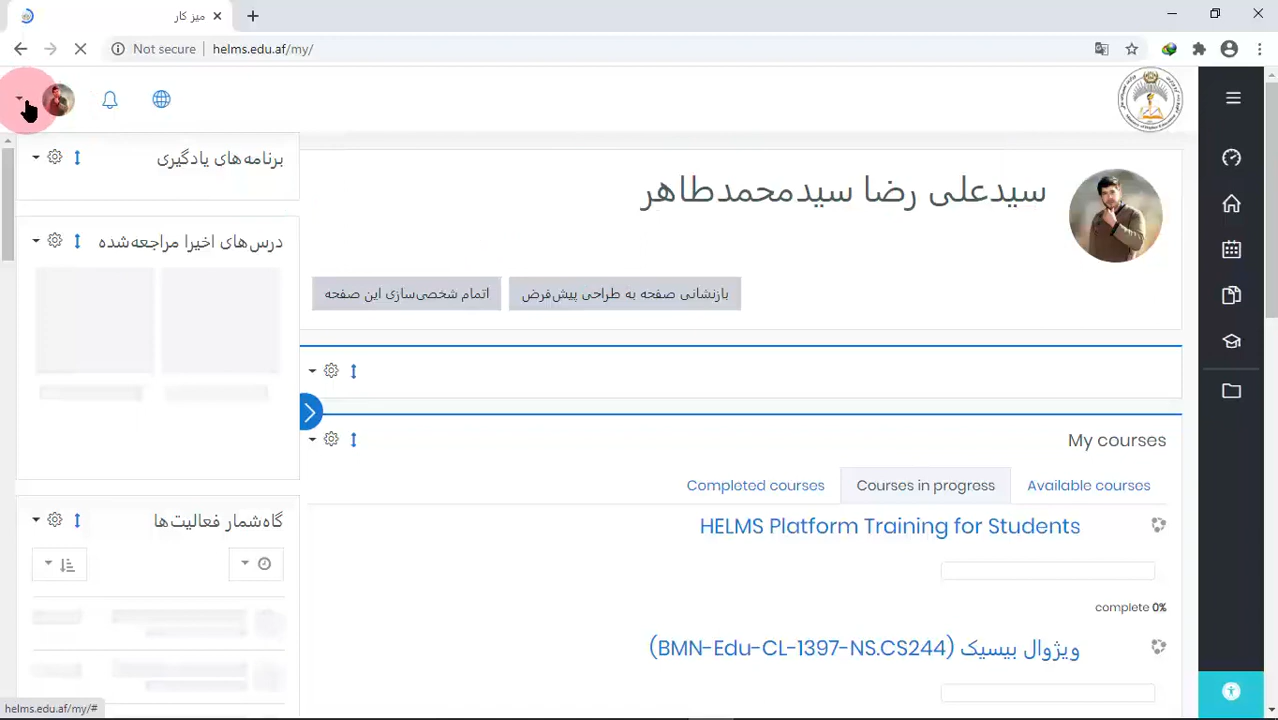 میز کار
Not secure
helms.edu.af/my/
برنامه‌های یادگیری
سیدعلی رضا سیدمحمدطاهر
درس‌های اخیرا مراجعه‌شده
بازنشانی صفحه به طراحی پیش‌فرض
اتمام شخصی‌سازی این صفحه
My courses
Available courses
Courses in progress
Completed courses
گاه‌شمار فعالیت‌ها
HELMS Platform Training for Students
complete 0%
ویژوال بیسیک (BMN-Edu-CL-1397-NS.CS244)
helms.edu.af/my/#